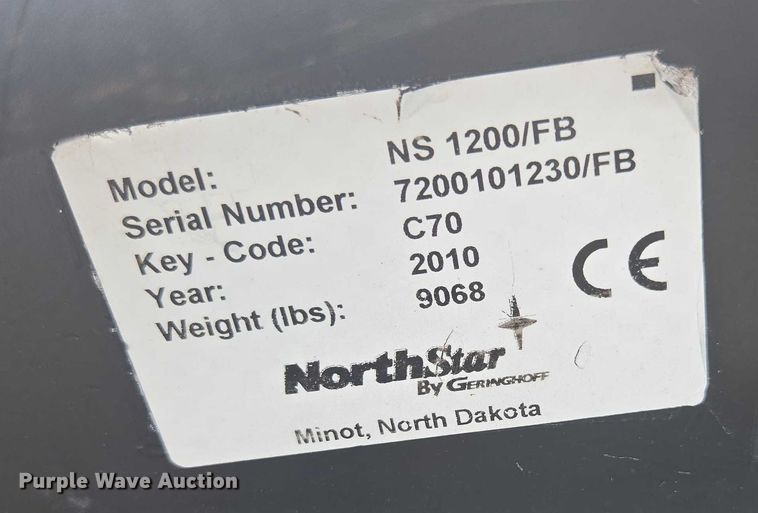 Model: NS 1200/FB
Serial Number: 7200101230/FB
Key - Code: C70
Year: 2010
Weight (lbs): 9068
CE
NorthStar
By GERINGHOFF
Minot, North Dakota
Purple Wave Auction